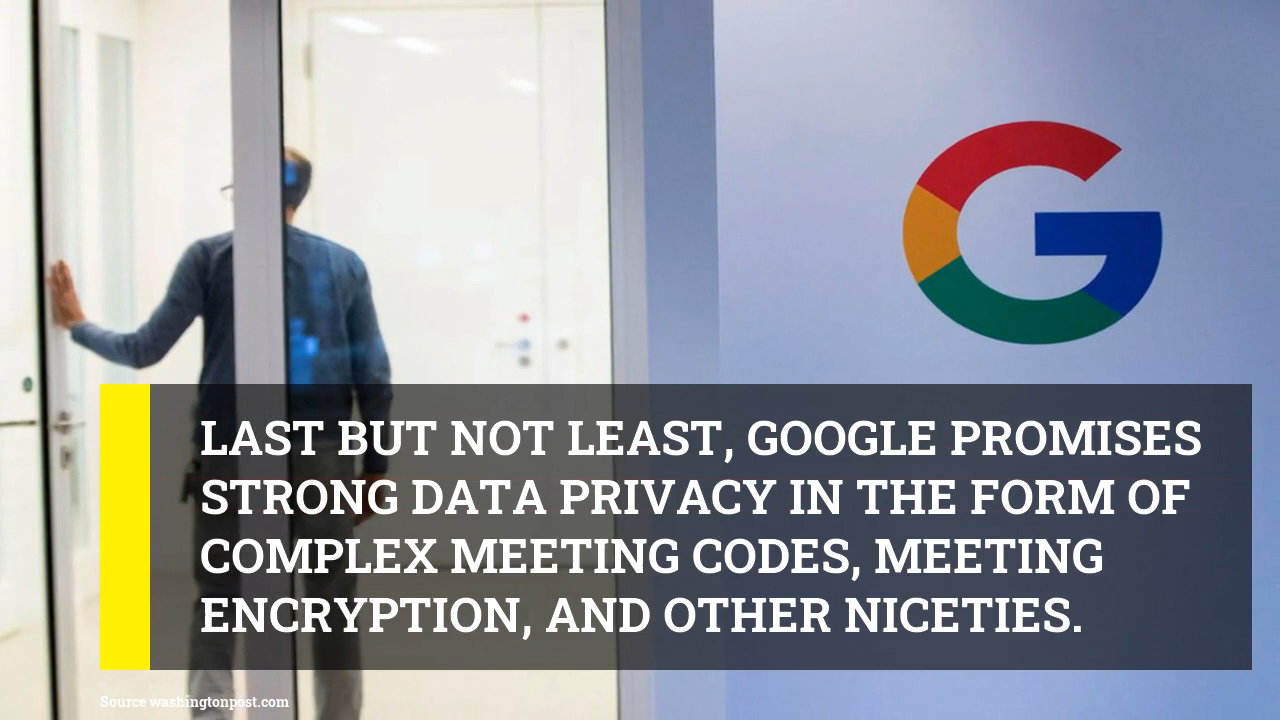 LAST BUT NOT LEAST, GOOGLE PROMISES
STRONG DATA PRIVACY IN THE FORM OF
COMPLEX MEETING CODES, MEETING
ENCRYPTION, AND OTHER NICETIES.
Source washingtonpost.com